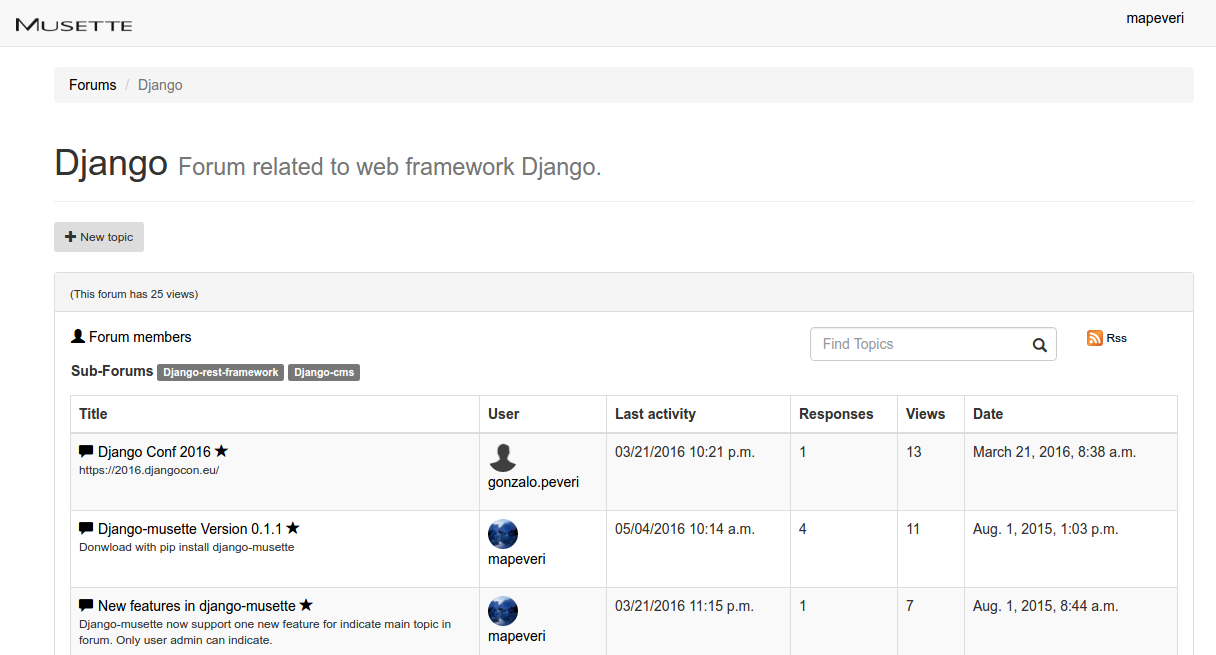 MUSETTE
mapeveri
Forums / Django
Django Forum related to web framework Django.
New topic
(This forum has 25 views)
Forum members
Find Topics
Rss
Sub-Forums Django-rest-framework Django-cms
Title User Last activity Responses Views Date
Django Conf 2016 03/21/2016 10:21 p.m. 1 13 March 21, 2016, 8:38 a.m.
https://2016.djangocon.eu/
gonzalo.peveri
Django-musette Version 0.1.1 05/04/2016 10:14 a.m. 4 11 Aug. 1, 2015, 1:03 p.m.
Donwload with pip install django-musette
mapeveri
New features in django-musette 03/21/2016 11:15 p.m. 1 7 Aug. 1, 2015, 8:44 a.m.
Django-musette now support one new feature for indicate main topic in
forum. Only user admin can indicate.
mapeveri